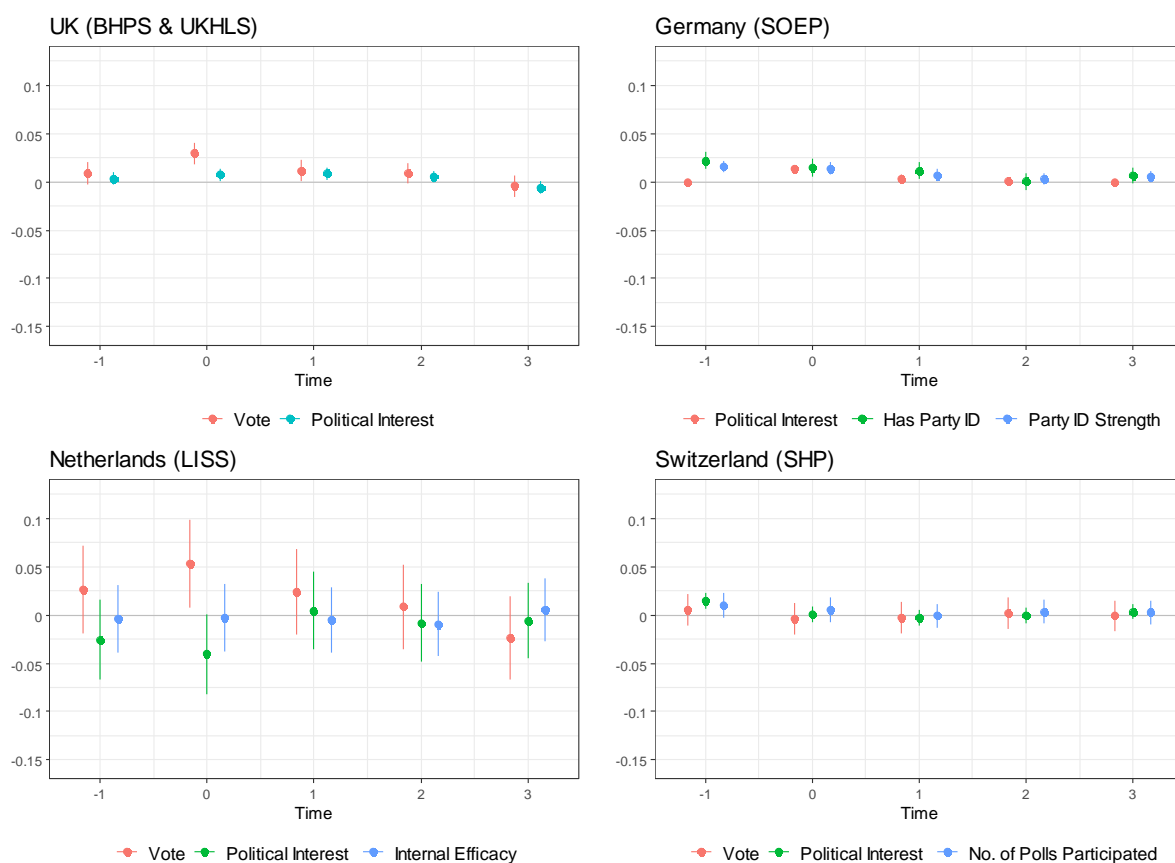 UK (BHPS & UKHLS)
0.1
0.05
0
-0.05
-0.1
-0.15
-1 0 1 2 3
Time
Vote Political Interest
Germany (SOEP)
0.1
0.05
0
-0.05
-0.1
-0.15
-1 0 1 2 3
Time
Political Interest Has Party ID Party ID Strength
Netherlands (LISS)
0.1
0.05
0
-0.05
-0.1
-0.15
-1 0 1 2 3
Time
Vote Political Interest Internal Efficacy
Switzerland (SHP)
0.1
0.05
0
-0.05
-0.1
-0.15
-1 0 1 2 3
Time
Vote Political Interest No. of Polls Participated